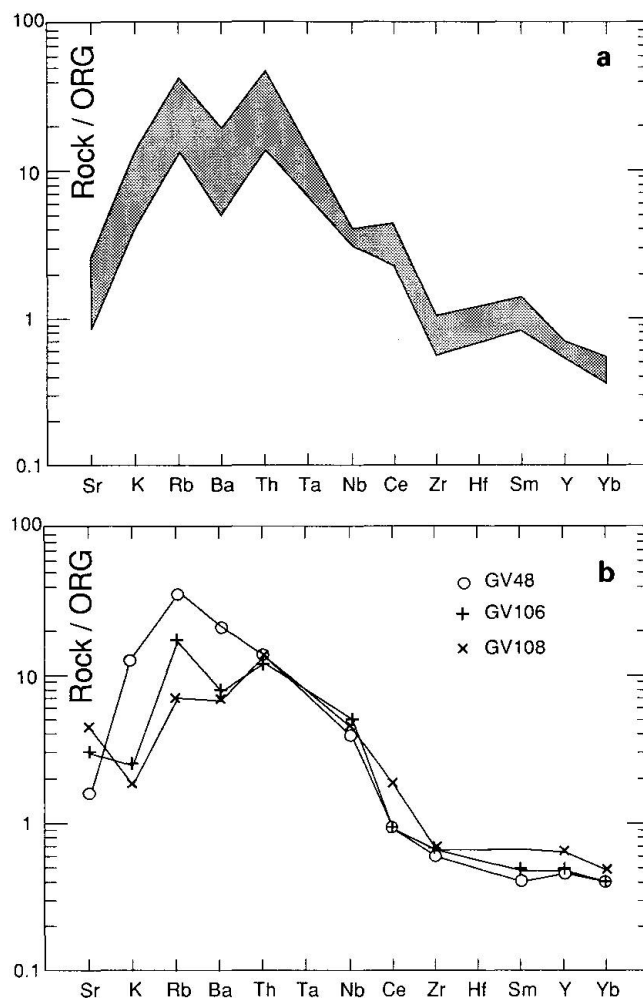 100
a
Rock / ORG
10
1
0.1
Sr K Rb Ba Th Ta Nb Ce Zr Hf Sm Y Yb
100
b
Rock / ORG
GV48
GV106
GV108
10
1
0.1
Sr K Rb Ba Th Ta Nb Ce Zr Hf Sm Y Yb